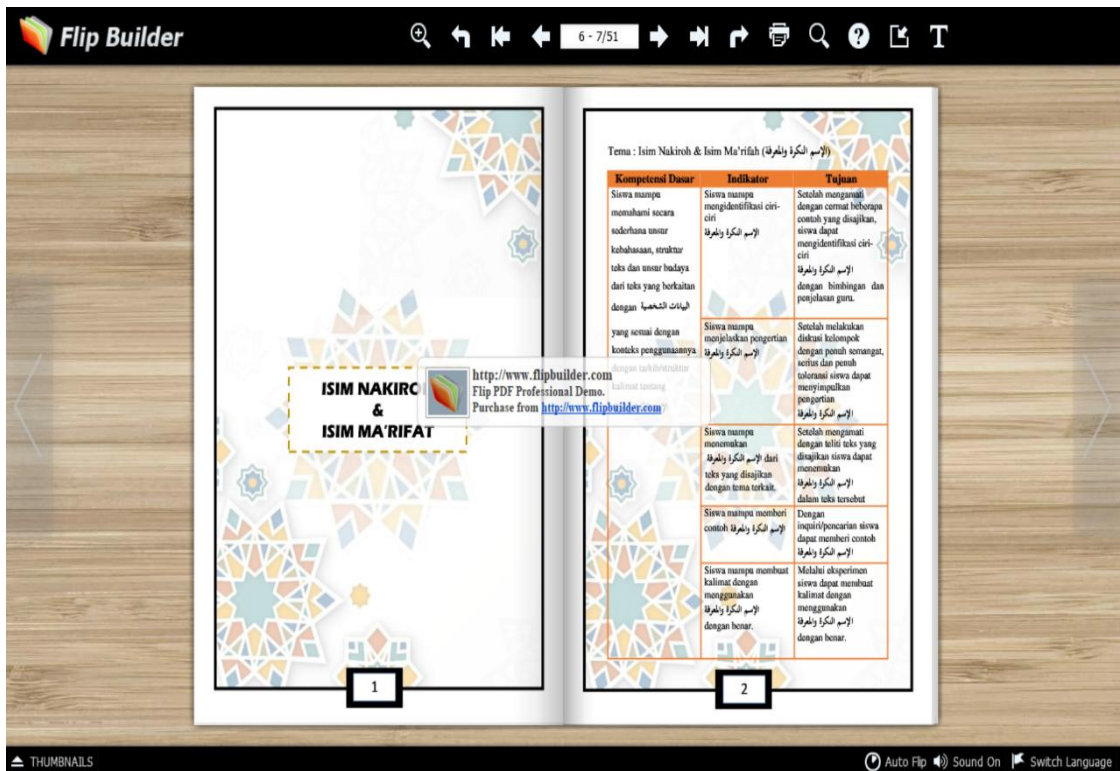 Flip Builder
6 - 7/51
T
ISIM NAKIRO
&
ISIM MA'RIFAT
1
Tema : Isim Nakiroh & Isim Ma'rifah (الإسم النكرة والمعرفة)
Kompetensi Dasar
Siswa mampu
memahami secara
sederhana unsur
kebahasaan, struktur
teks dan unsur budaya
dari teks yang berkaitan
dengan البيانات الشخصية
yang sesuai dengan
konteks penggunaannya
dengan tarkib/struktur
kalimat tentang
Indikator
Siswa mampu
mengidentifikasi ciri-
ciri
الإسم النكرة والمعرفة
Siswa mampu
menjelaskan pengertian
الإسم النكرة والمعرفة
Siswa mampu
menemukan
الإسم النكرة والمعرفة dari
teks yang disajikan
dengan tema terkait.
Siswa mampu memberi
contoh الإسم النكرة والمعرفة
Siswa mampu membuat
kalimat dengan
menggunakan
الإسم النكرة والمعرفة
dengan benar.
Tujuan
Setelah mengamati
dengan cermat beberapa
contoh yang disajikan,
siswa dapat
mengidentifikasi ciri-
ciri
الإسم النكرة والمعرفة
dengan bimbingan dan
penjelasan guru.
Setelah melakukan
diskusi kelompok
dengan penuh semangat,
serius dan penuh
toleransi siswa dapat
menyimpulkan
pengertian
الإسم النكرة والمعرفة
Setelah mengamati
dengan teliti teks yang
disajikan siswa dapat
menemukan
الإسم النكرة والمعرفة
dalam teks tersebut
Dengan
inquiri/pencarian siswa
dapat memberi contoh
الإسم النكرة والمعرفة
Melalui eksperimen
siswa dapat membuat
kalimat dengan
menggunakan
الإسم النكرة والمعرفة
dengan benar.
2
http://www.flipbuilder.com
Flip PDF Professional Demo.
Purchase from http://www.flipbuilder.com
THUMBNAILS
Auto Flip
Sound On
Switch Language